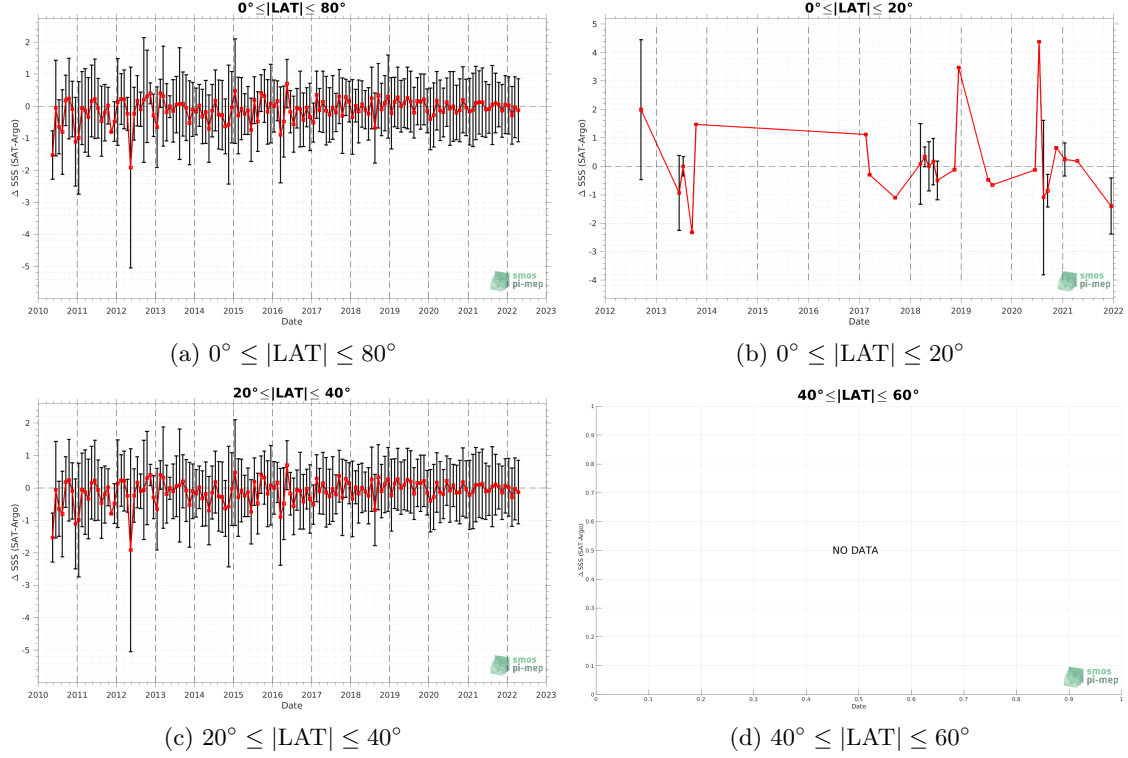 0°≤|LAT|≤ 80°
2
1
0
-1
-2
-3
-4
-5
Δ SSS (SAT-Argo)
smos
pi-mep
2010 2011 2012 2013 2014 2015 2016 2017 2018 2019 2020 2021 2022 2023
Date
(a) 0° ≤ |LAT| ≤ 80°
0°≤|LAT|≤ 20°
5
4
3
2
1
0
-1
-2
-3
-4
Δ SSS (SAT-Argo)
smos
pi-mep
2012 2013 2014 2015 2016 2017 2018 2019 2020 2021 2022
Date
(b) 0° ≤ |LAT| ≤ 20°
20°≤|LAT|≤ 40°
2
1
0
-1
-2
-3
-4
-5
Δ SSS (SAT-Argo)
smos
pi-mep
2010 2011 2012 2013 2014 2015 2016 2017 2018 2019 2020 2021 2022 2023
Date
(c) 20° ≤ |LAT| ≤ 40°
40°≤|LAT|≤ 60°
1
0.9
0.8
0.7
0.6
0.5
0.4
0.3
0.2
0.1
0
Δ SSS (SAT-Argo)
NO DATA
smos
pi-mep
0 0.1 0.2 0.3 0.4 0.5 0.6 0.7 0.8 0.9 1
Date
(d) 40° ≤ |LAT| ≤ 60°